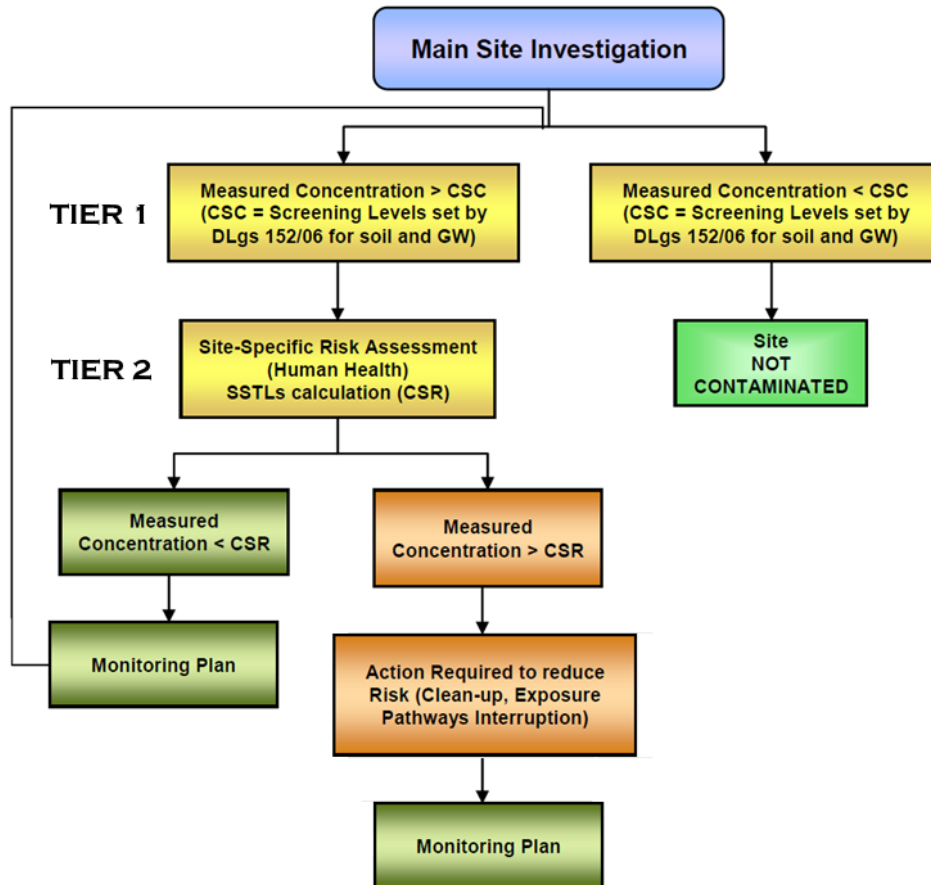 Main Site Investigation
TIER 1
Measured Concentration > CSC
(CSC = Screening Levels set by
DLgs 152/06 for soil and GW)
Measured Concentration < CSC
(CSC = Screening Levels set by
DLgs 152/06 for soil and GW)
TIER 2
Site-Specific Risk Assessment
(Human Health)
SSTLs calculation (CSR)
Site
NOT
CONTAMINATED
Measured
Concentration < CSR
Measured
Concentration > CSR
Monitoring Plan
Action Required to reduce
Risk (Clean-up, Exposure
Pathways Interruption)
Monitoring Plan